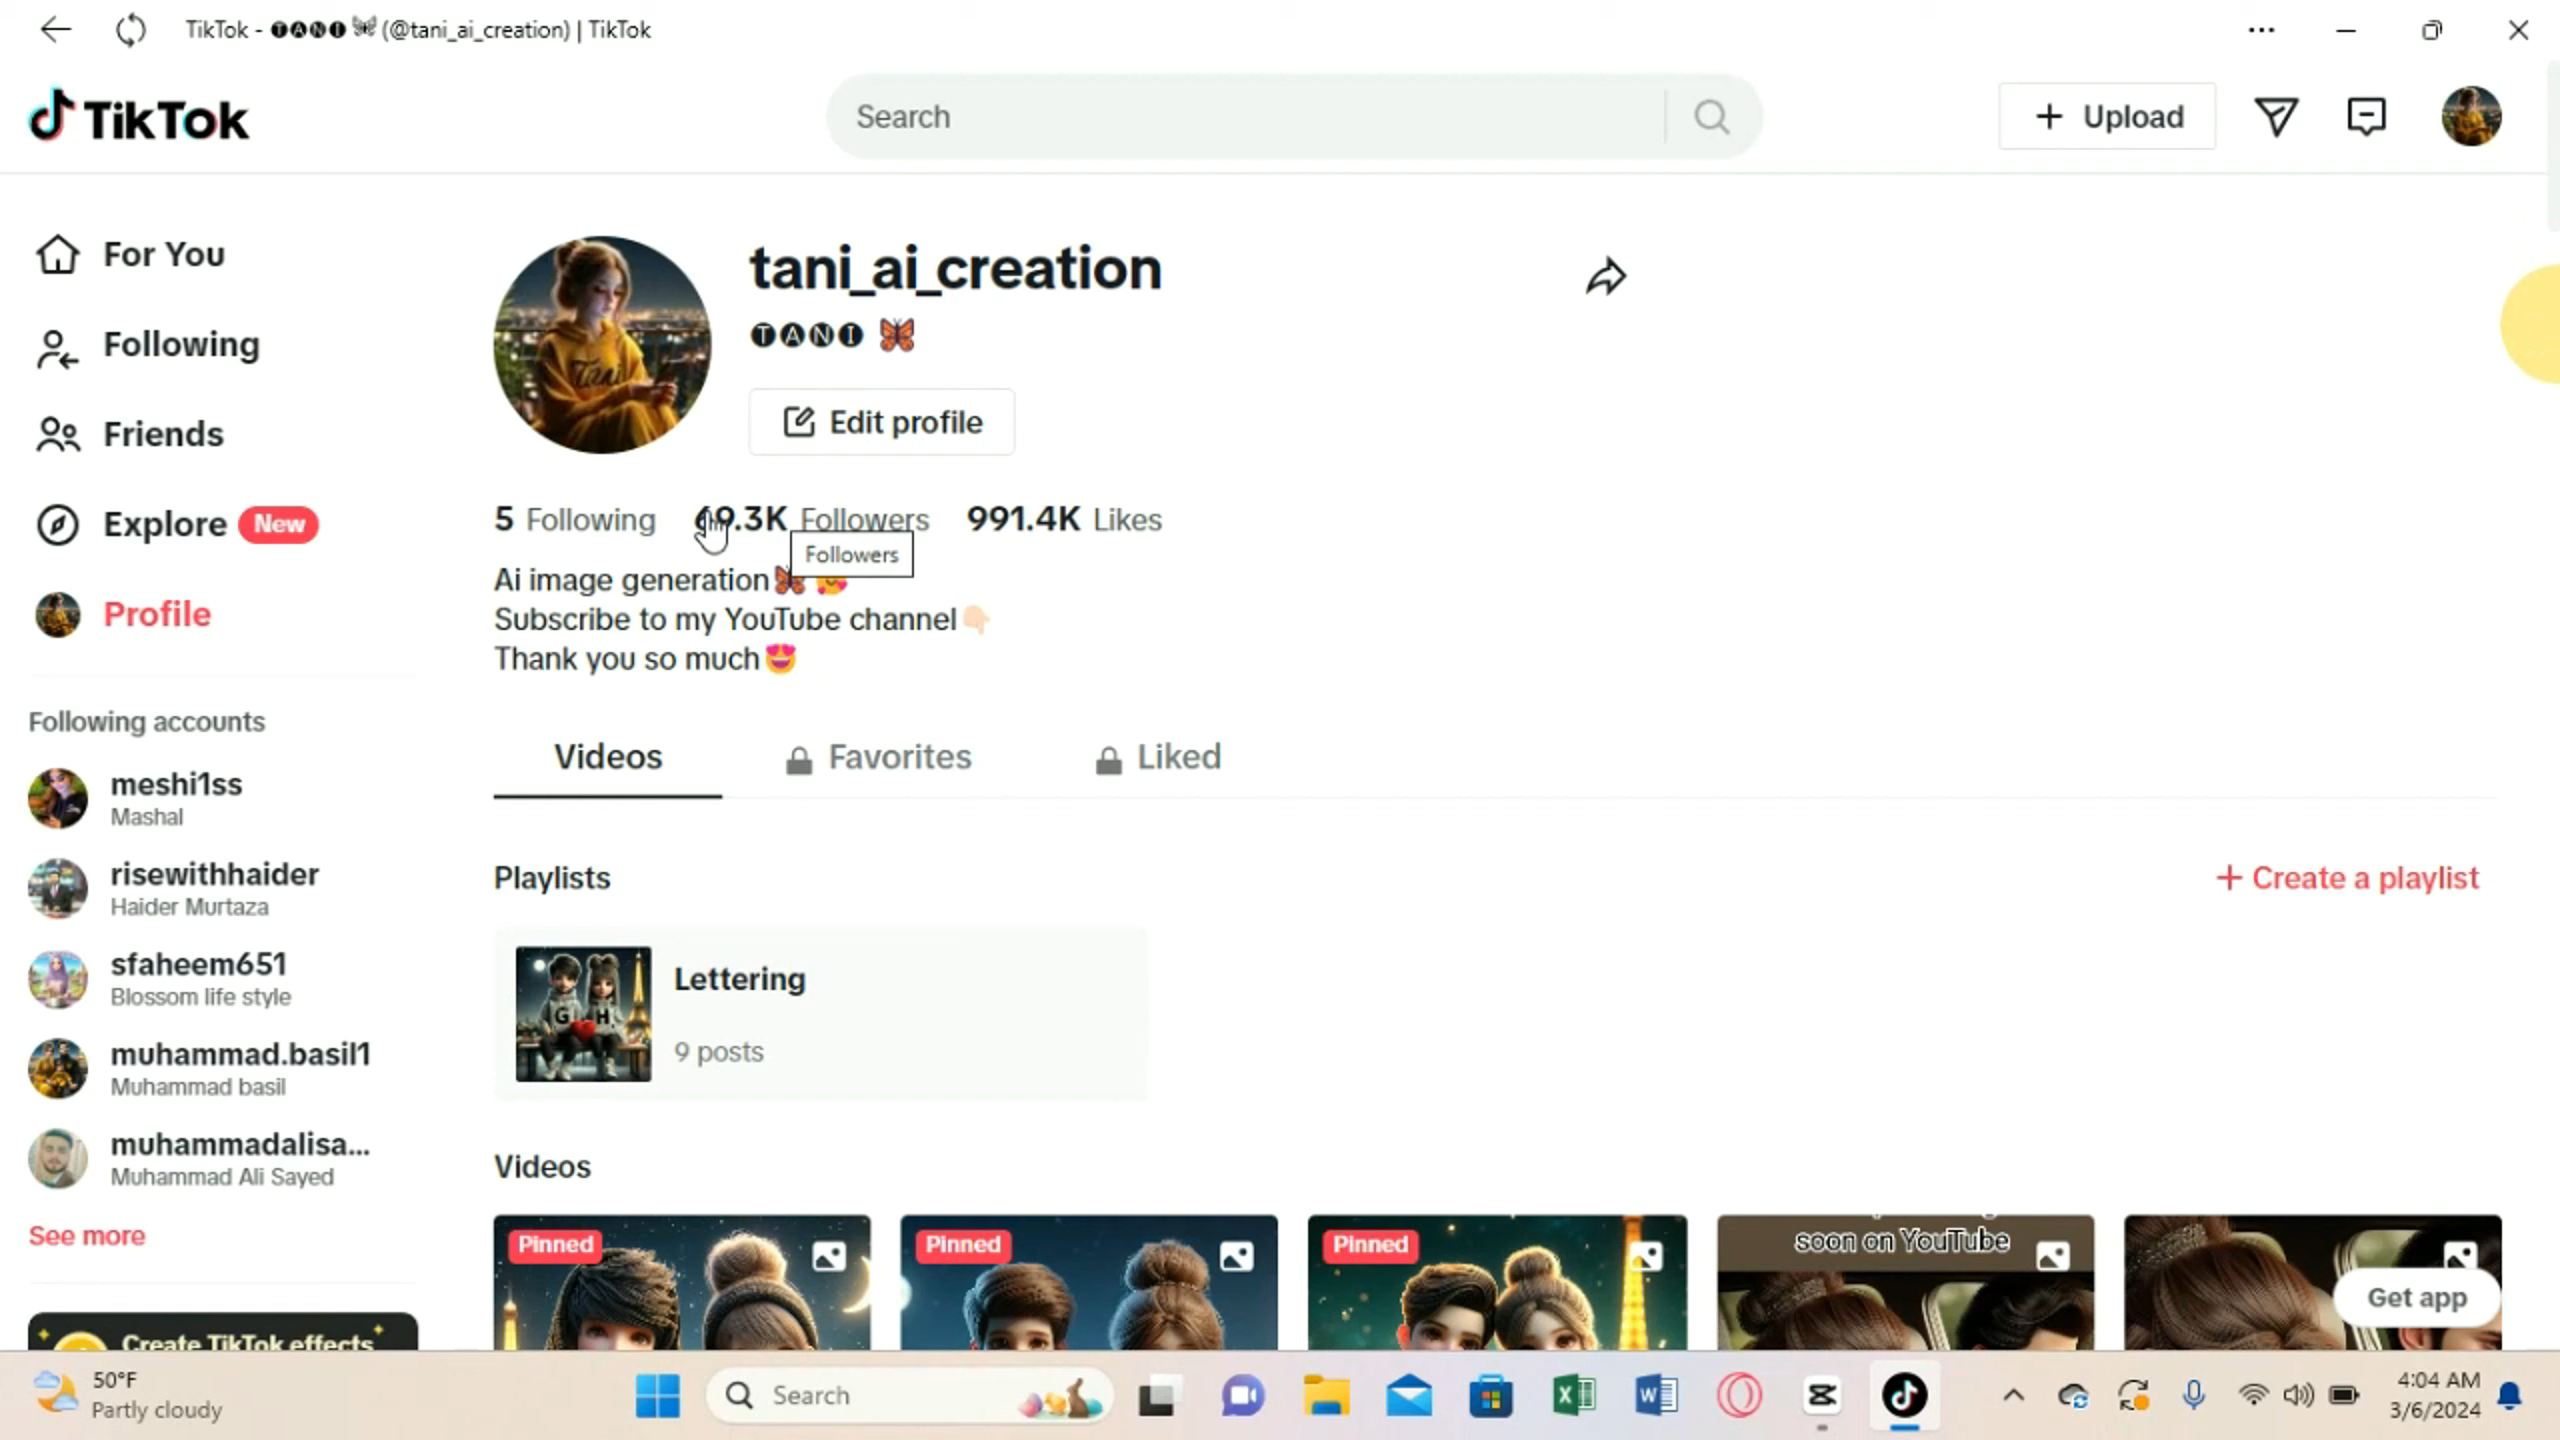 TikTok - 🅣🅐🅝🅘 🦋 (@tani_ai_creation) | TikTok
TikTok
Search
Upload
For You
Following
Friends
Explore New
Profile
Following accounts
meshi1ss
Mashal
risewithhaider
Haider Murtaza
sfaheem651
Blossom life style
muhammad.basil1
Muhammad basil
muhammadalisa...
Muhammad Ali Sayed
See more
Create TikTok effects
tani_ai_creation
🅣🅐🅝🅘 🦋
Edit profile
5 Following 69.3K Followers 991.4K Likes
Followers
Ai image generation🦋🥰
Subscribe to my YouTube channel👇🏻
Thank you so much😍
Videos Favorites Liked
Playlists
+ Create a playlist
Lettering
9 posts
G H
Videos
Pinned
Pinned
Pinned
soon on YouTube
Get app
50°F
Partly cloudy
Search
4:04 AM
3/6/2024
Tani